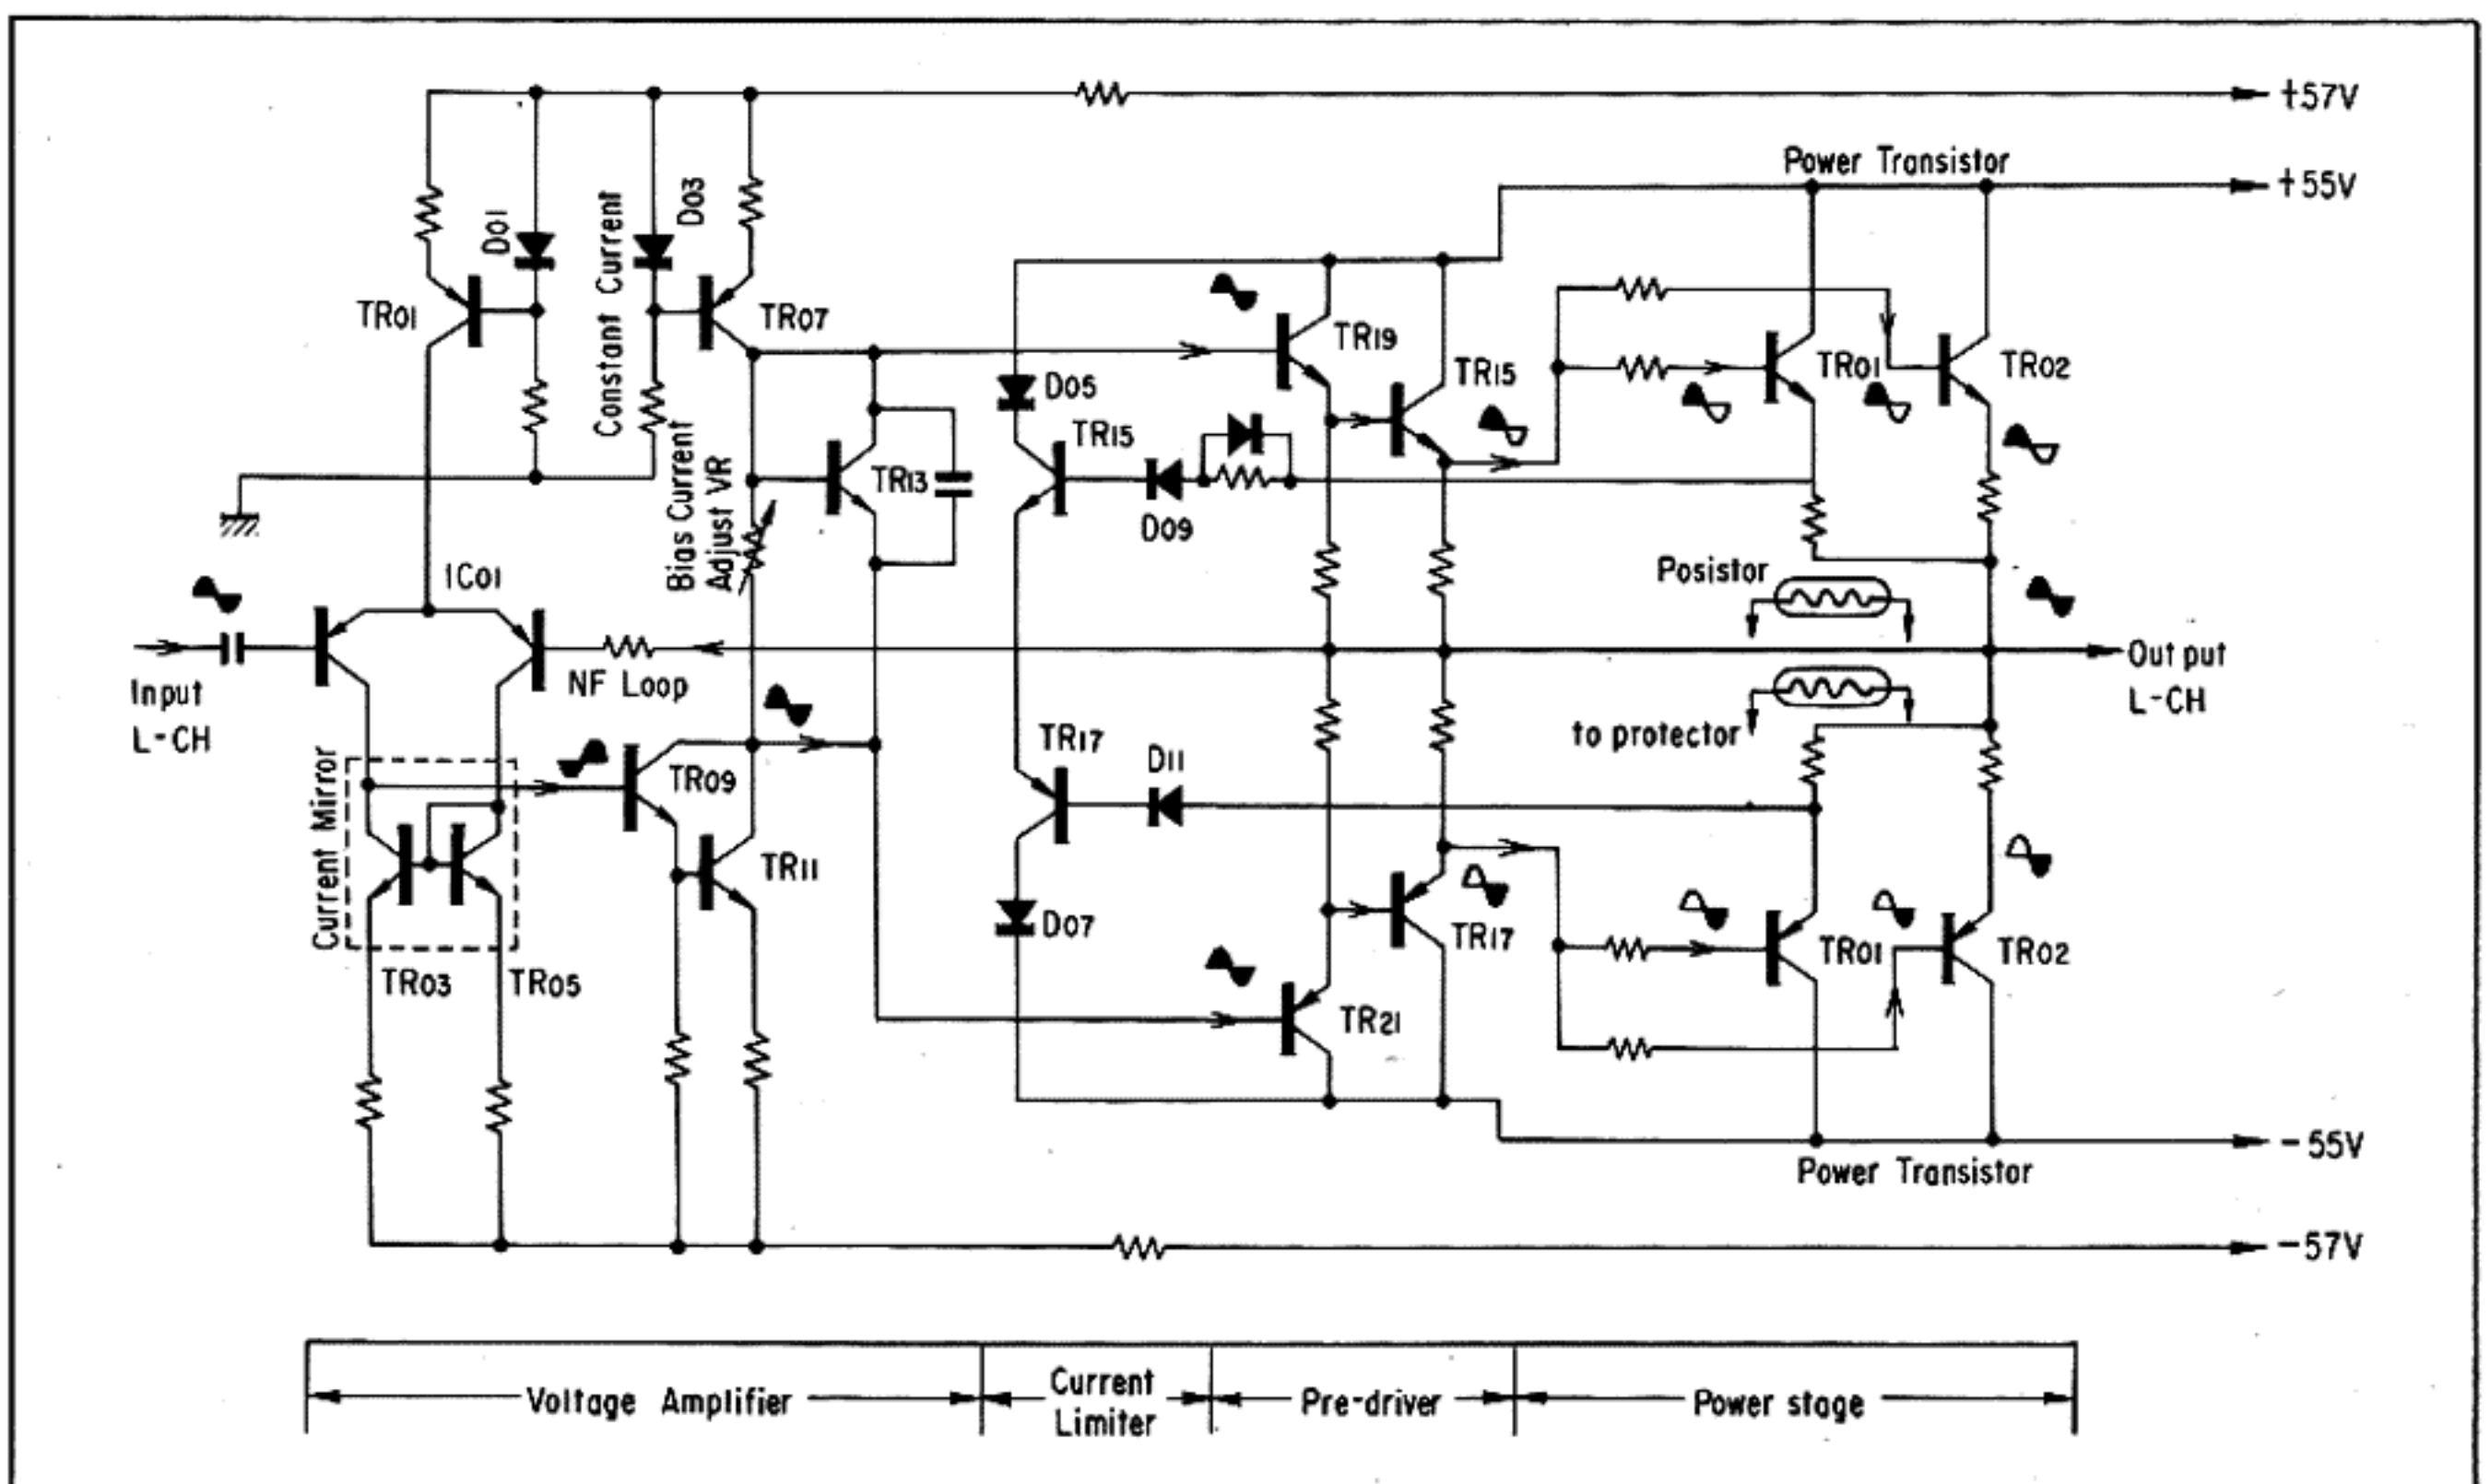 +57V
Power Transistor
+55V
D01
Constant Current
D03
TR01
TR07
TR19
TR15
TR01
TR02
D05
TR15
Bias Current
Adjust VR
TR13
D09
IC01
Posistor
Input
L-CH
NF Loop
Output
L-CH
to protector
TR17
D11
Current Mirror
TR09
TR11
D07
TR17
TR01
TR02
TR03
TR05
TR21
-55V
Power Transistor
-57V
Voltage Amplifier
Current
Limiter
Pre-driver
Power stage